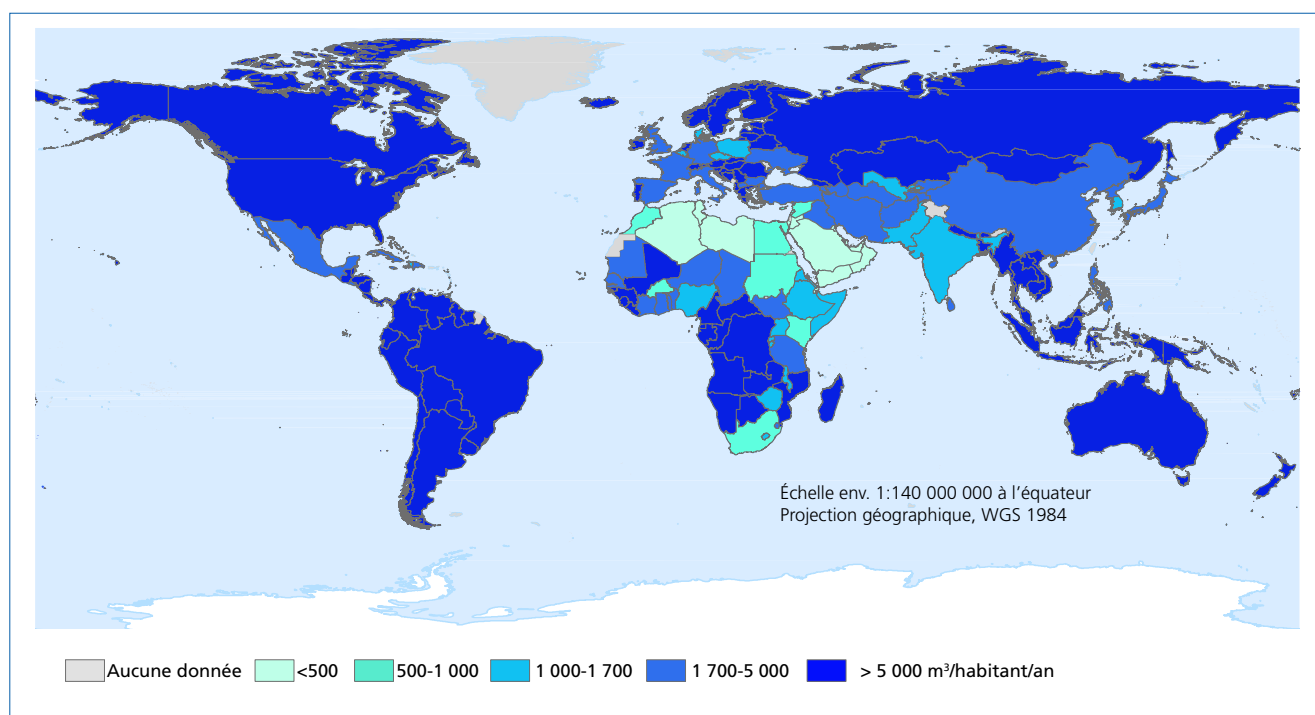 Échelle env. 1:140 000 000 à l’équateur
Projection géographique, WGS 1984
Aucune donnée <500 500-1 000 1 000-1 700 1 700-5 000 > 5 000 m³/habitant/an